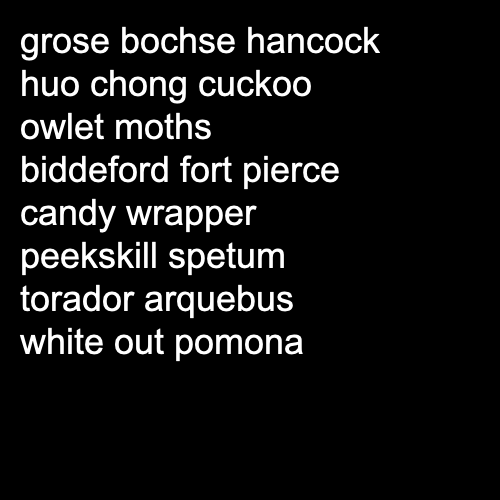 grose bochse hancock
huo chong cuckoo
owlet moths
biddeford fort pierce
candy wrapper
peekskill spetum
torador arquebus
white out pomona